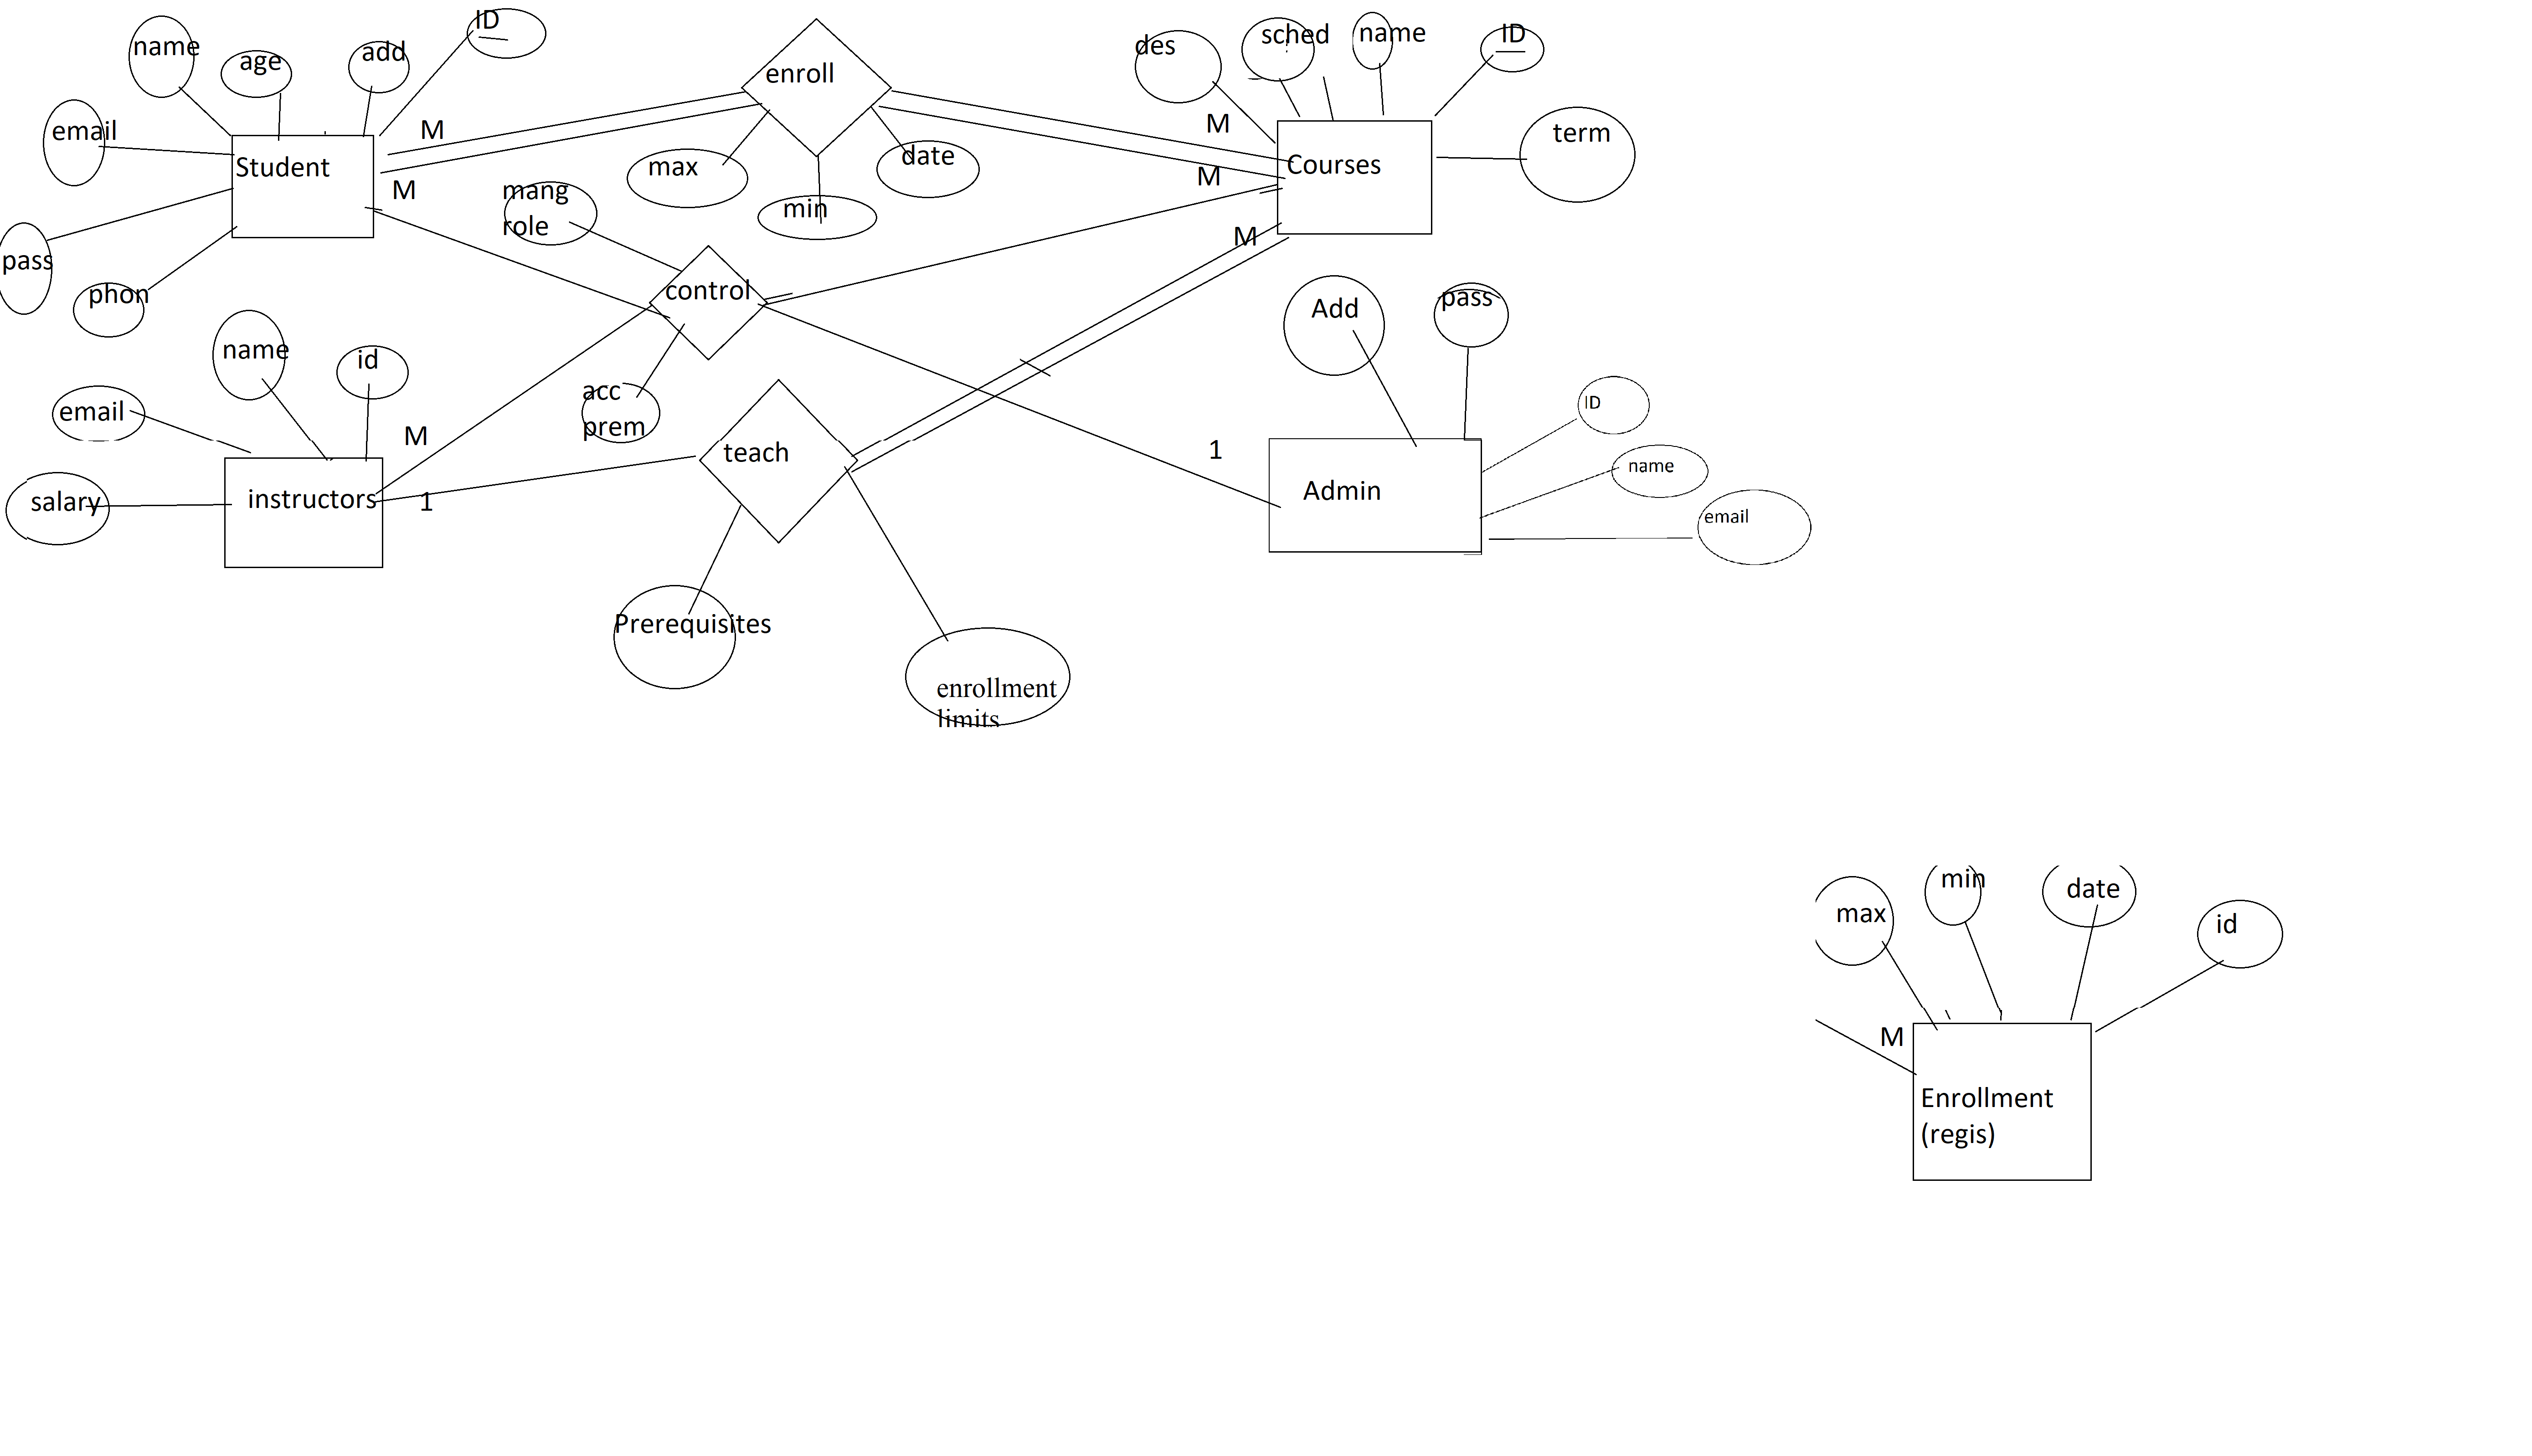 ID
name
age
add
email
Student
pass
phon
M
M
enroll
max
min
date
mang
role
control
acc
prem
des
sched
name
ID
term
M
M
M
Courses
name
id
email
salary
instructors
M
1
teach
Prerequisites
enrollment
limits
Add
pass
ID
name
email
1
Admin
max
min
date
id
M
Enrollment
(regis)